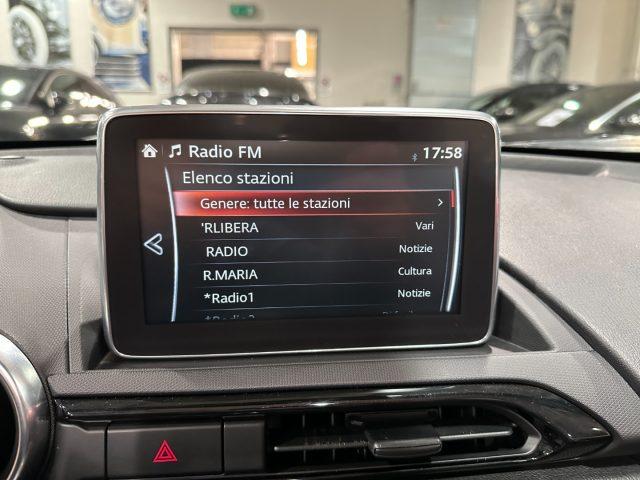 Radio FM 17:58
Elenco stazioni
Genere: tutte le stazioni
'RLIBERA Vari
RADIO Notizie
R.MARIA Cultura
*Radio1 Notizie